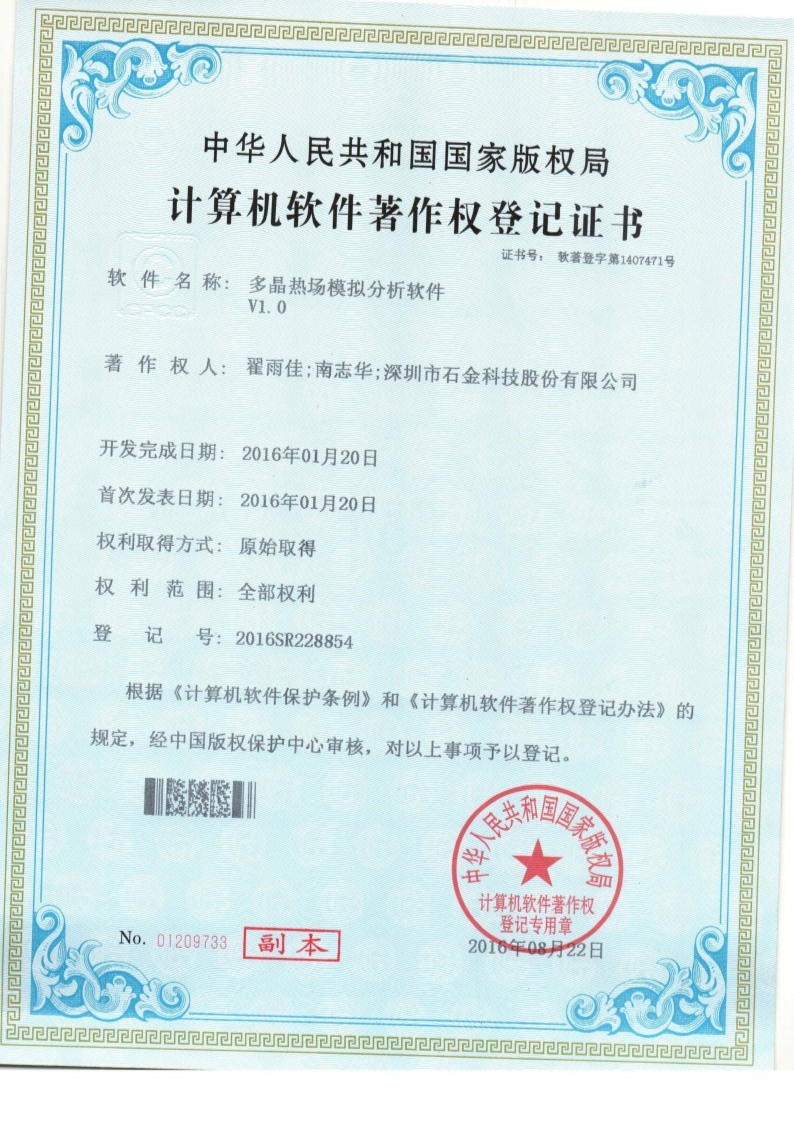 中华人民共和国国家版权局
计算机软件著作权登记证书
证书号： 软著登字第1407471号
软件名称： 多晶热场模拟分析软件
V1.0
著作权人： 翟雨佳;南志华;深圳市石金科技股份有限公司
开发完成日期： 2016年01月20日
首次发表日期： 2016年01月20日
权利取得方式： 原始取得
权利范围： 全部权利
登记号： 2016SR228854
根据《计算机软件保护条例》和《计算机软件著作权登记办法》的
规定，经中国版权保护中心审核，对以上事项予以登记。
中华人民共和国国家版权局
计算机软件著作权
登记专用章
2016年08月22日
No. 01209733 副本